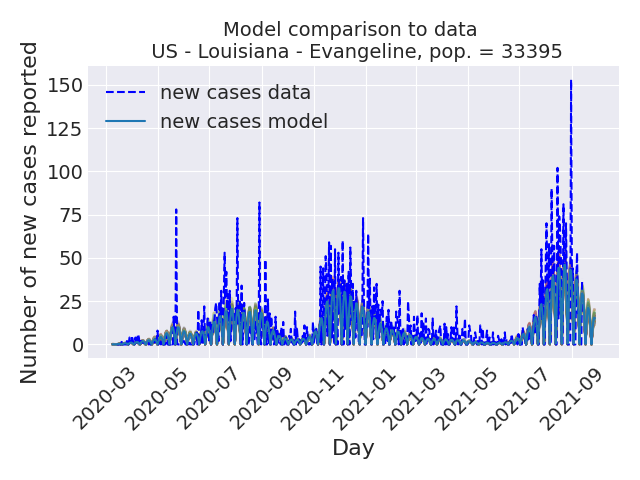 Model comparison to data
US - Louisiana - Evangeline, pop. = 33395
new cases data
new cases model
Number of new cases reported
150
125
100
75
50
25
0
2020-03
2020-05
2020-07
2020-09
2020-11
2021-01
2021-03
2021-05
2021-07
2021-09
Day